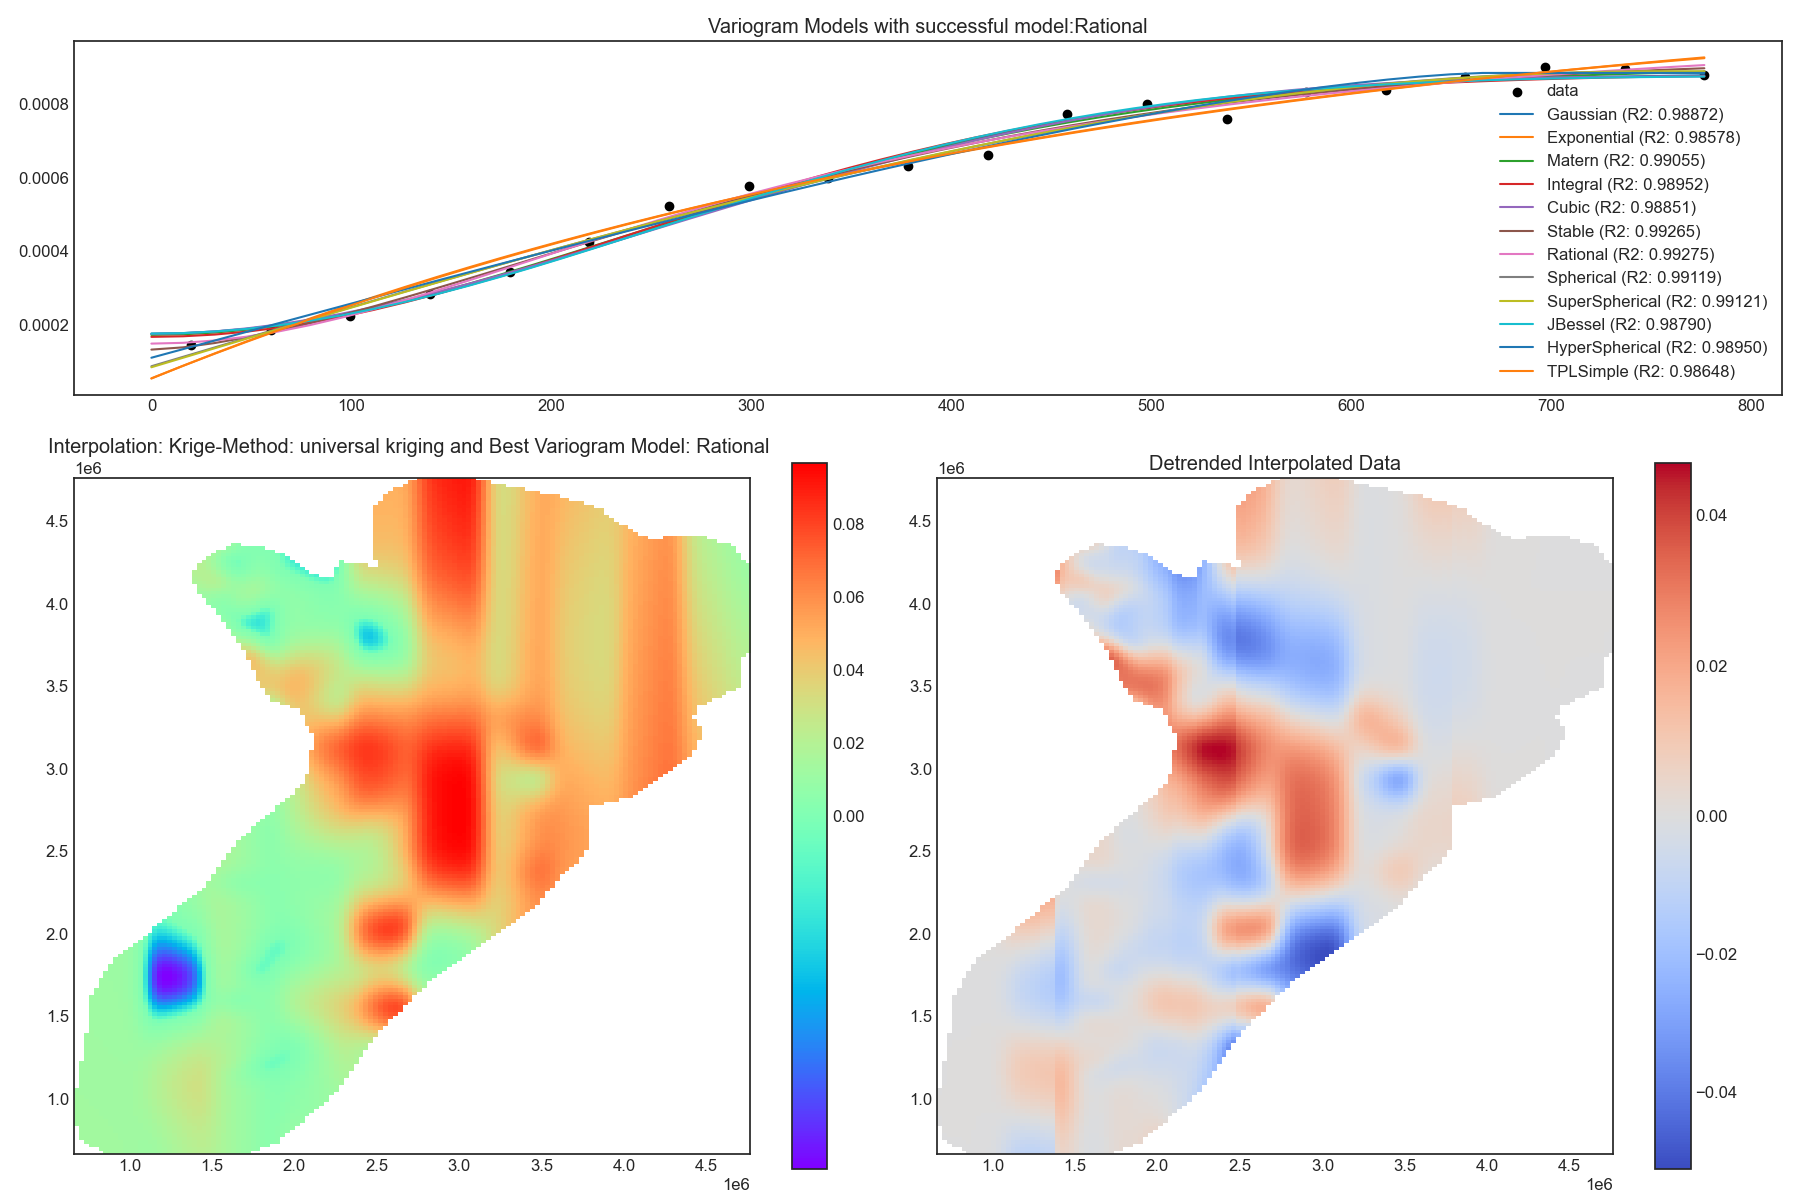 Variogram Models with successful model:Rational
0.0008
0.0006
0.0004
0.0002
data
Gaussian (R2: 0.98872)
Exponential (R2: 0.98578)
Matern (R2: 0.99055)
Integral (R2: 0.98952)
Cubic (R2: 0.98851)
Stable (R2: 0.99265)
Rational (R2: 0.99275)
Spherical (R2: 0.99119)
SuperSpherical (R2: 0.99121)
JBessel (R2: 0.98790)
HyperSpherical (R2: 0.98950)
TPLSimple (R2: 0.98648)
0 100 200 300 400 500 600 700 800
Interpolation: Krige-Method: universal kriging and Best Variogram Model: Rational
1e6
4.5
4.0
3.5
3.0
2.5
2.0
1.5
1.0
1.0 1.5 2.0 2.5 3.0 3.5 4.0 4.5
1e6
0.08
0.06
0.04
0.02
0.00
Detrended Interpolated Data
1e6
4.5
4.0
3.5
3.0
2.5
2.0
1.5
1.0
1.0 1.5 2.0 2.5 3.0 3.5 4.0 4.5
1e6
0.04
0.02
0.00
−0.02
−0.04